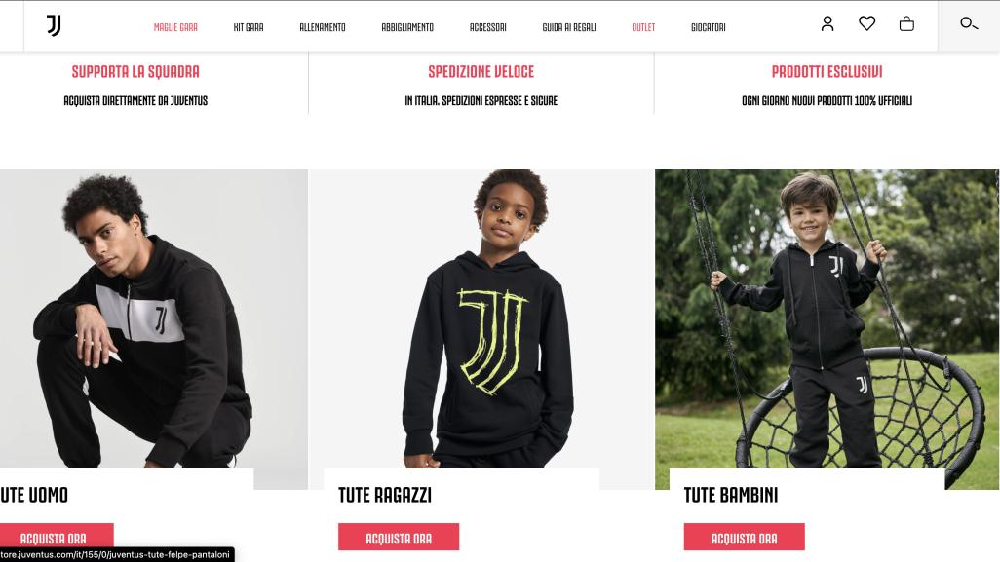 MAGLIE GARA
KIT GARA
ALLENAMENTO
ABBIGLIAMENTO
ACCESSORI
GUIDA AI REGALI
OUTLET
GIOCATORI
SUPPORTA LA SQUADRA
SPEDIZIONE VELOCE
PRODOTTI ESCLUSIVI
ACQUISTA DIRETTAMENTE DA JUVENTUS
IN ITALIA. SPEDIZIONI ESPRESSE E SICURE
OGNI GIORNO NUOVI PRODOTTI 100% UFFICIALI
UTE UOMO
TUTE RAGAZZI
TUTE BAMBINI
ACQUISTA ORA
ACQUISTA ORA
ACQUISTA ORA
tore.juventus.com/it/155/0/juventus-tute-felpe-pantaloni